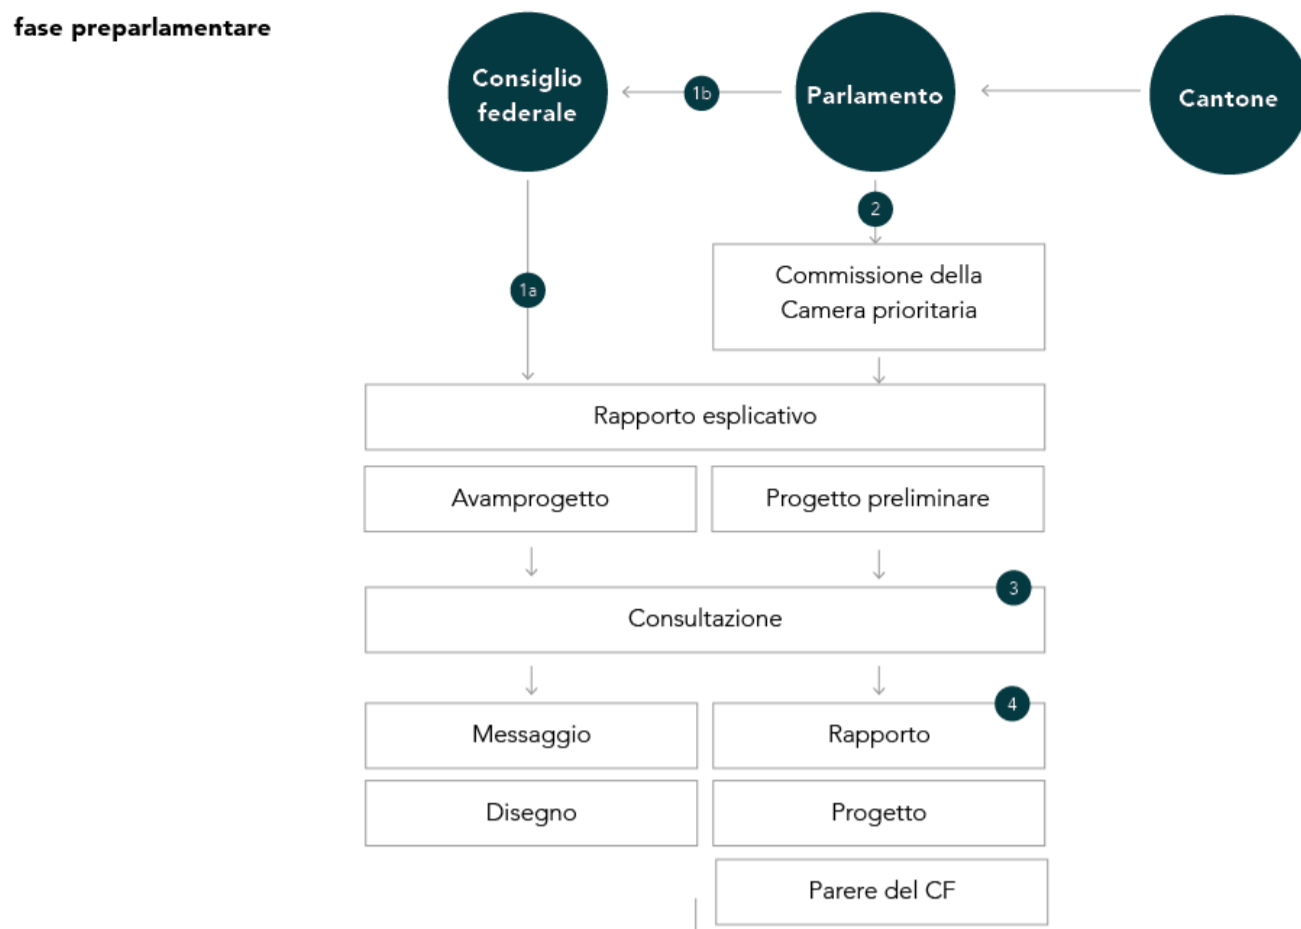 fase preparlamentare
Consiglio
federale
1b
Parlamento
Cantone
2
1a
Commissione della
Camera prioritaria
Rapporto esplicativo
Avamprogetto
Progetto preliminare
3
Consultazione
4
Messaggio
Rapporto
Disegno
Progetto
Parere del CF